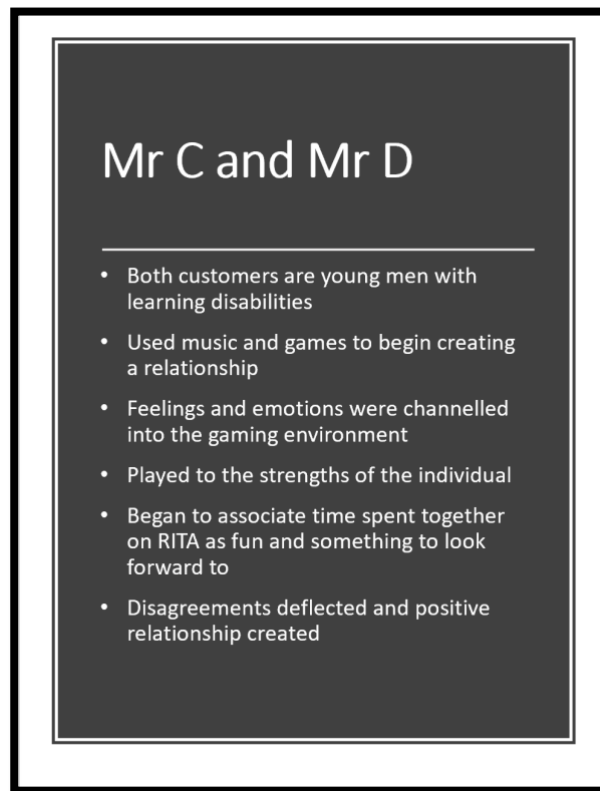 Mr C and Mr D
• Both customers are young men with
learning disabilities
• Used music and games to begin creating
a relationship
• Feelings and emotions were channelled
into the gaming environment
• Played to the strengths of the individual
• Began to associate time spent together
on RITA as fun and something to look
forward to
• Disagreements deflected and positive
relationship created